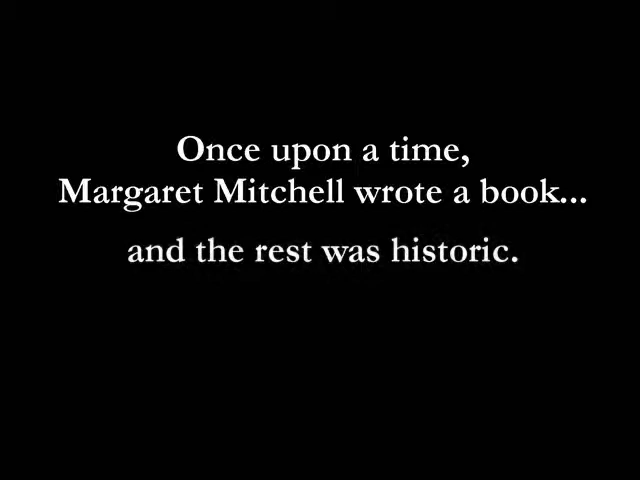 Once upon a time,
Margaret Mitchell wrote a book...
and the rest was historic.